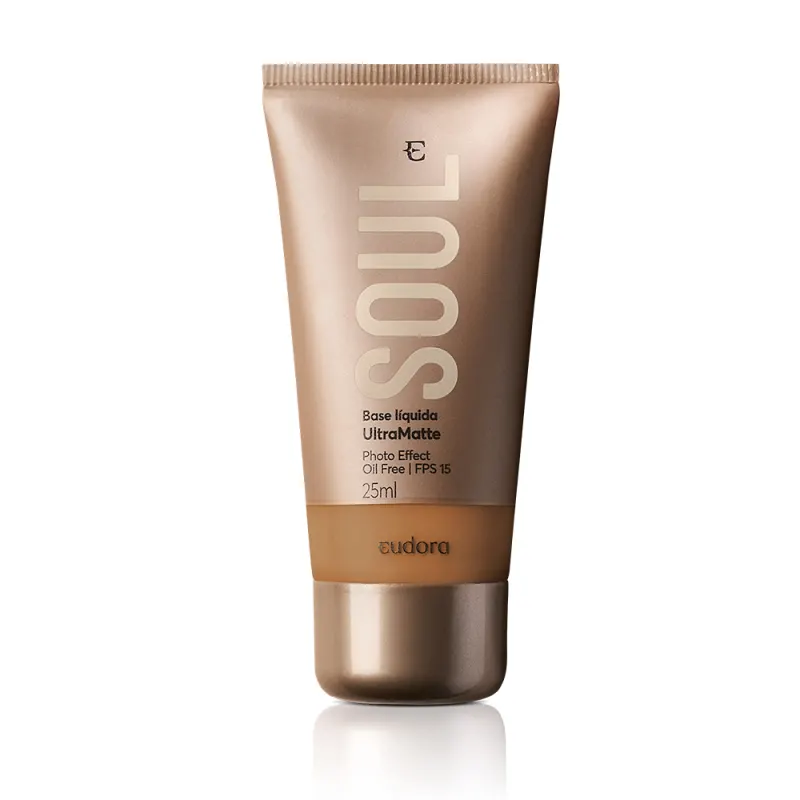 E
SOUL
Base líquida
UltraMatte
Photo Effect
Oil Free | FPS 15
25ml
eudora